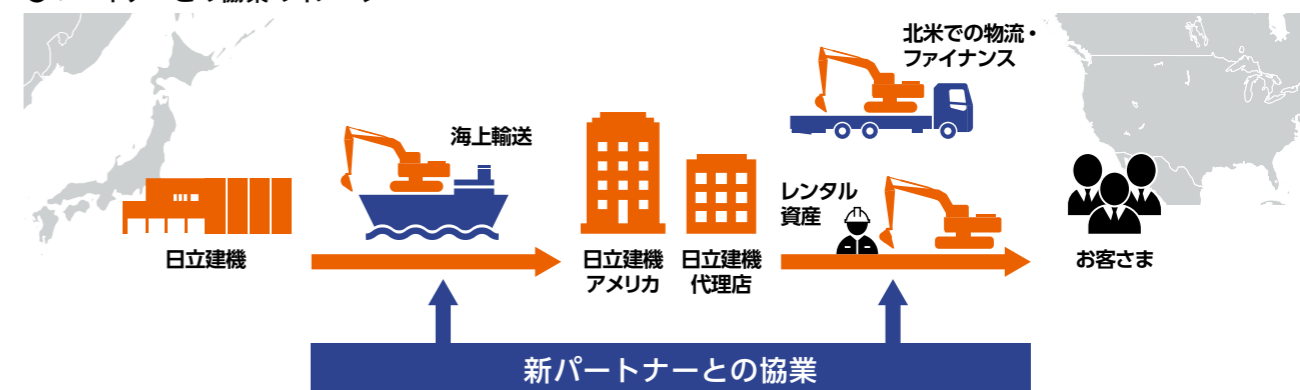 北米での物流・
ファイナンス
海上輸送
レンタル
資産
日立建機
日立建機
アメリカ
日立建機
代理店
お客さま
新パートナーとの協業